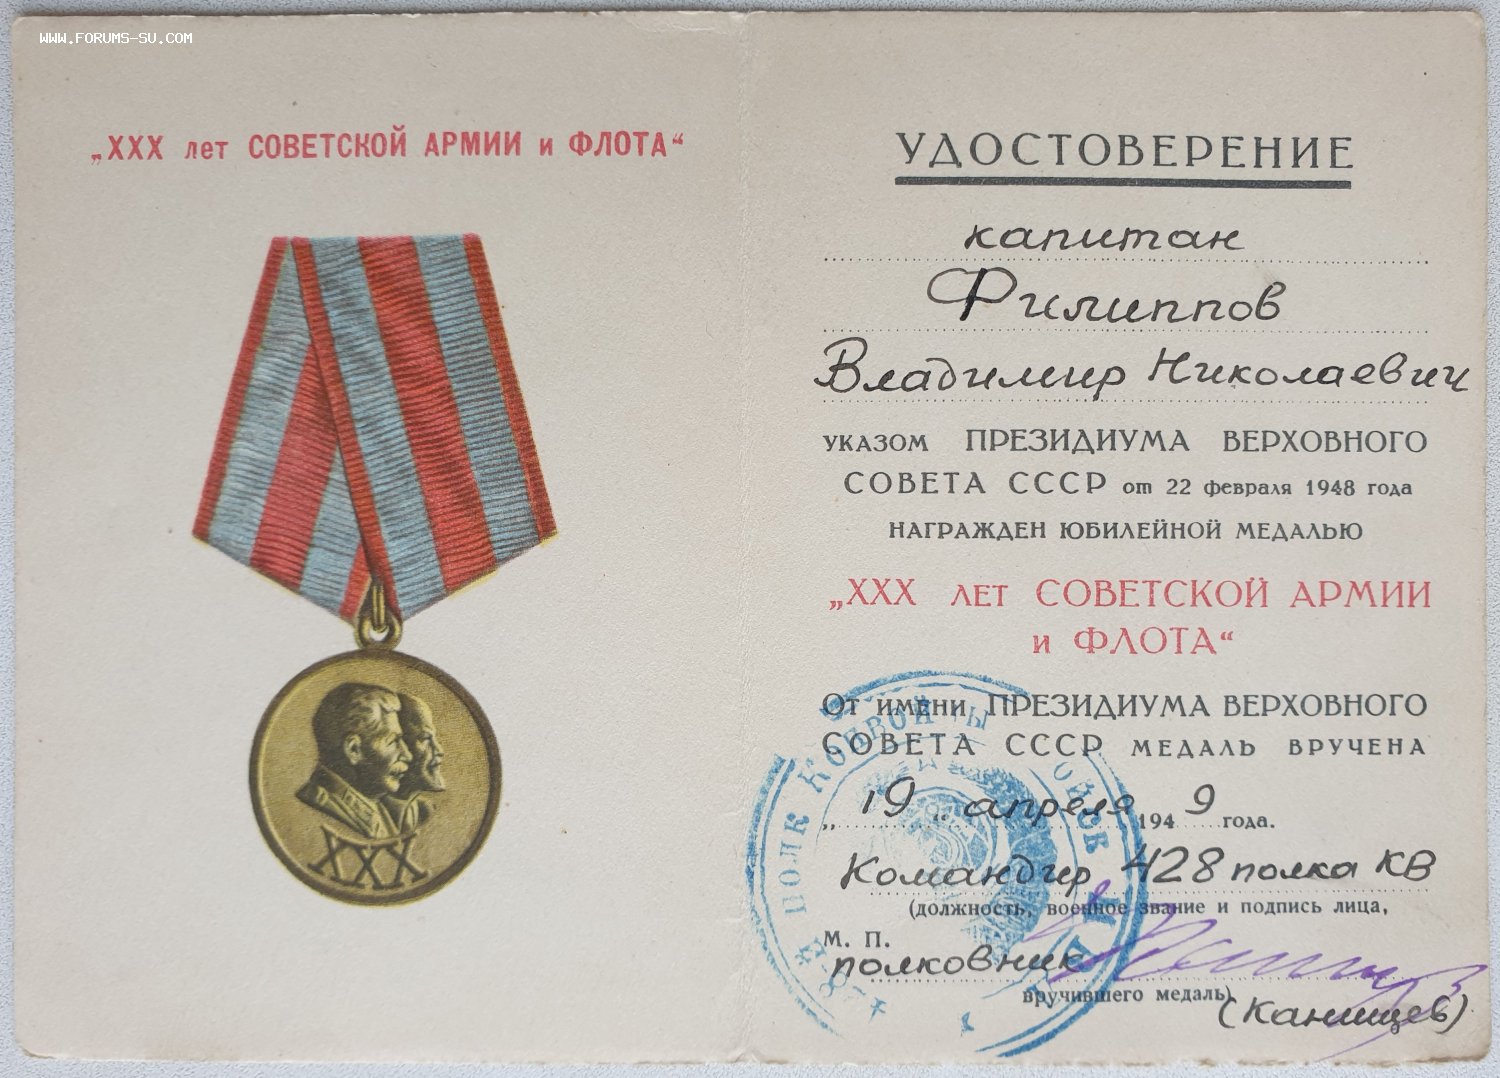 WWW.FORUMS-SU.COM
„XXX лет СОВЕТСКОЙ АРМИИ и ФЛОТА“
XXX
УДОСТОВЕРЕНИЕ
капитан
Филиппов
Владимир Николаевич
УКАЗОМ ПРЕЗИДИУМА ВЕРХОВНОГО
СОВЕТА СССР от 22 февраля 1948 года
НАГРАЖДЕН ЮБИЛЕЙНОЙ МЕДАЛЬЮ
„XXX ЛЕТ СОВЕТСКОЙ АРМИИ
и ФЛОТА“
ОТ ИМЕНИ ПРЕЗИДИУМА ВЕРХОВНОГО
СОВЕТА СССР МЕДАЛЬ ВРУЧЕНА
„19“ апреля 1949 года.
Командир 428 полка КВ
(должность, военное звание и подпись лица,
М. П.
полковник
вручившего медаль)
(Канищев)
ПОЛК КОНВОЙ